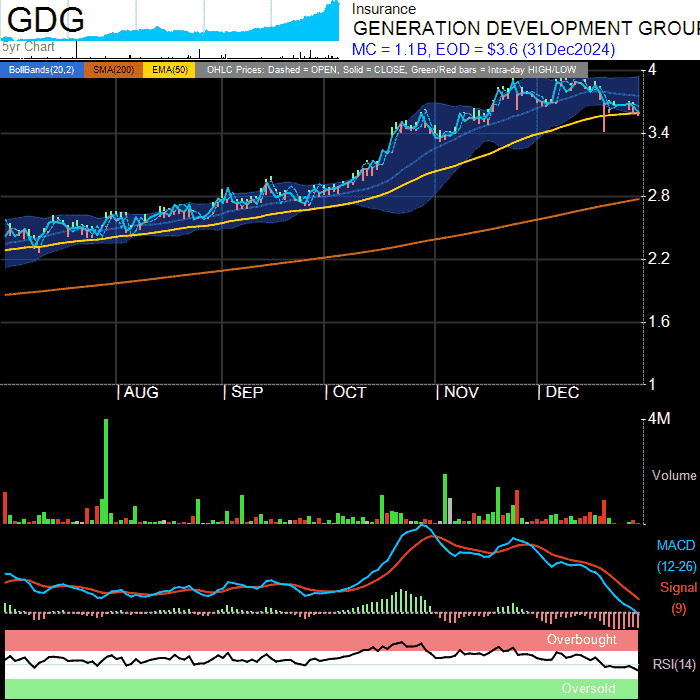 GDG
5yr Chart
Insurance
GENERATION DEVELOPMENT GROU
MC = 1.1B, EOD = $3.6 (31Dec2024)
BollBands(20,2) SMA(200) EMA(50) OHLC Prices: Dashed = OPEN, Solid = CLOSE, Green/Red bars = Intra-day HIGH/LOW
4
3.4
2.8
2.2
1.6
1
AUG SEP OCT NOV DEC
4M
Volume
MACD
(12-26)
Signal
(9)
Overbought
RSI(14)
Oversold